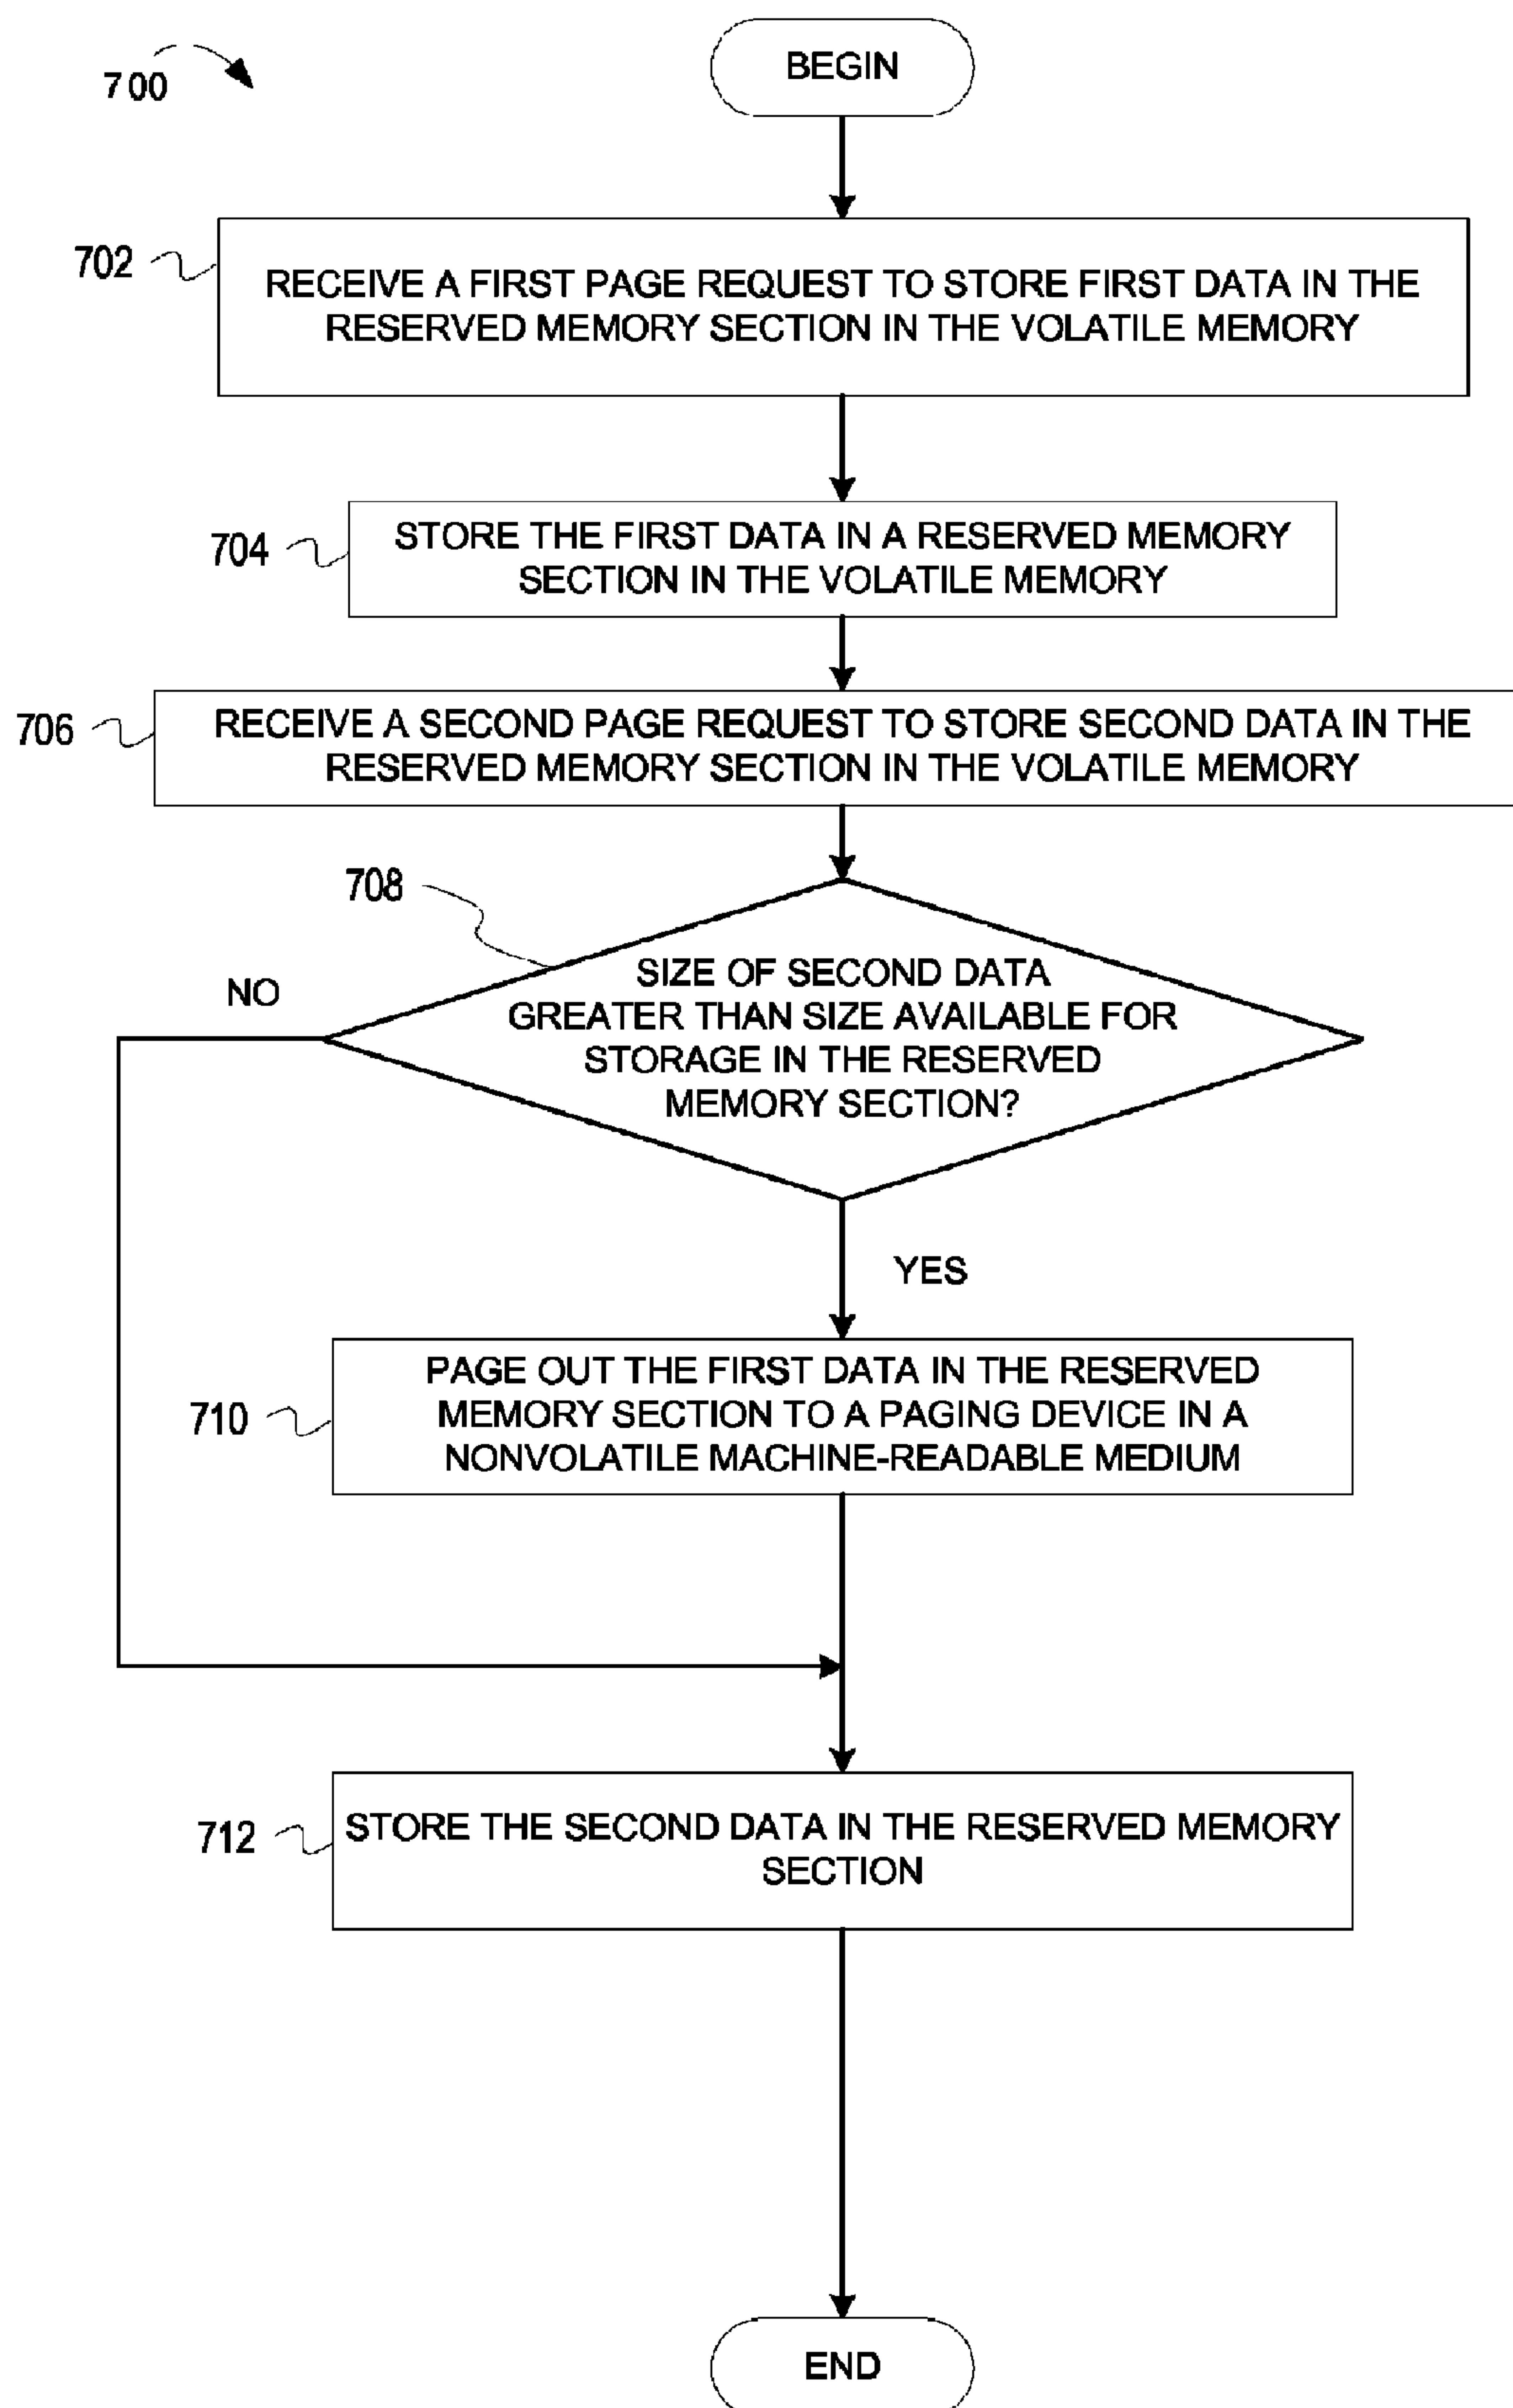 700
BEGIN
702
RECEIVE A FIRST PAGE REQUEST TO STORE FIRST DATA IN THE
RESERVED MEMORY SECTION IN THE VOLATILE MEMORY
704
STORE THE FIRST DATA IN A RESERVED MEMORY
SECTION IN THE VOLATILE MEMORY
706
RECEIVE A SECOND PAGE REQUEST TO STORE SECOND DATA IN THE
RESERVED MEMORY SECTION IN THE VOLATILE MEMORY
708
SIZE OF SECOND DATA
GREATER THAN SIZE AVAILABLE FOR
STORAGE IN THE RESERVED
MEMORY SECTION?
NO
YES
710
PAGE OUT THE FIRST DATA IN THE RESERVED
MEMORY SECTION TO A PAGING DEVICE IN A
NONVOLATILE MACHINE-READABLE MEDIUM
712
STORE THE SECOND DATA IN THE RESERVED MEMORY
SECTION
END